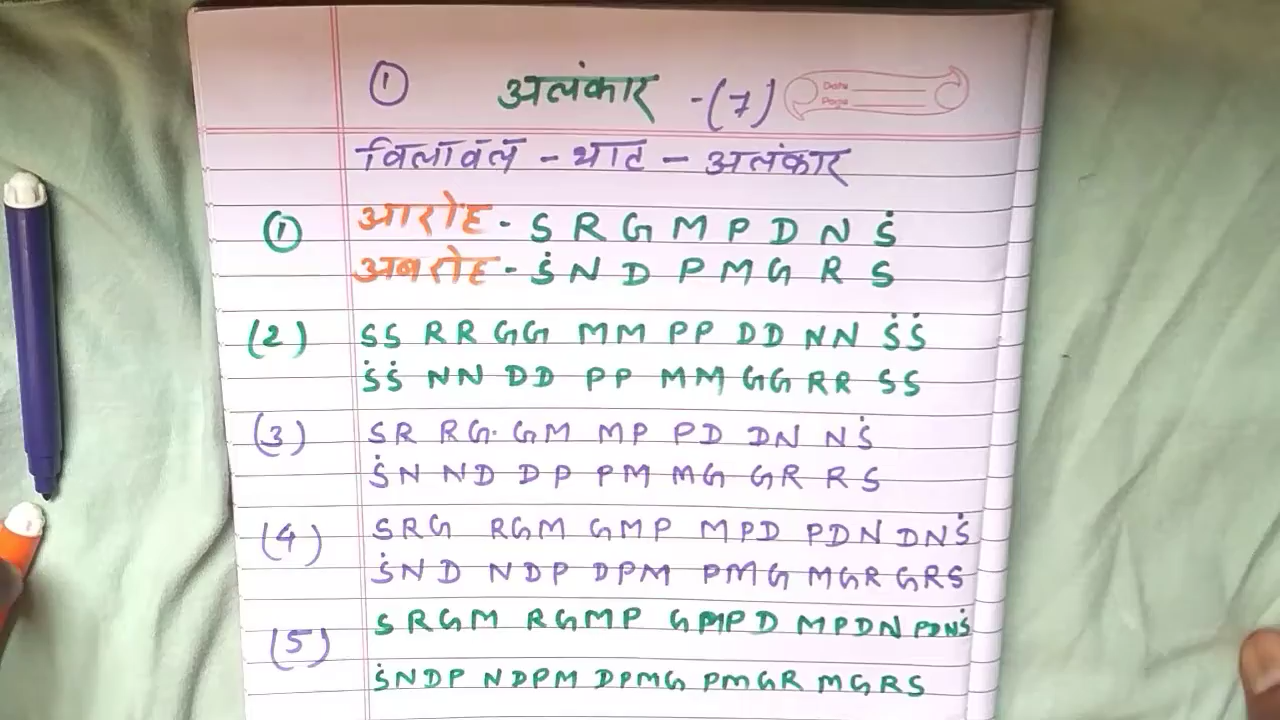 ① अलंकार -(7)
Date
Page
विलावल - थाट - अलंकार
① आरोह - S R G M P D N Ṡ
अवरोह - Ṡ N D P M G R S
(2) SS RR GG MM PP DD NN ṠṠ
ṠṠ NN DD PP MM GG RR SS
(3) SR RG. GM MP PD DN NṠ
ṠN ND DP PM MG GR RS
(4) SRG RGM GMP MPD PDN DNṠ
ṠND NDP DPM PMG MGR GRS
(5) SRGM RGMP GMPD MPDN PDNṠ
ṠNDP NDPM DPMG PMGR MGRS